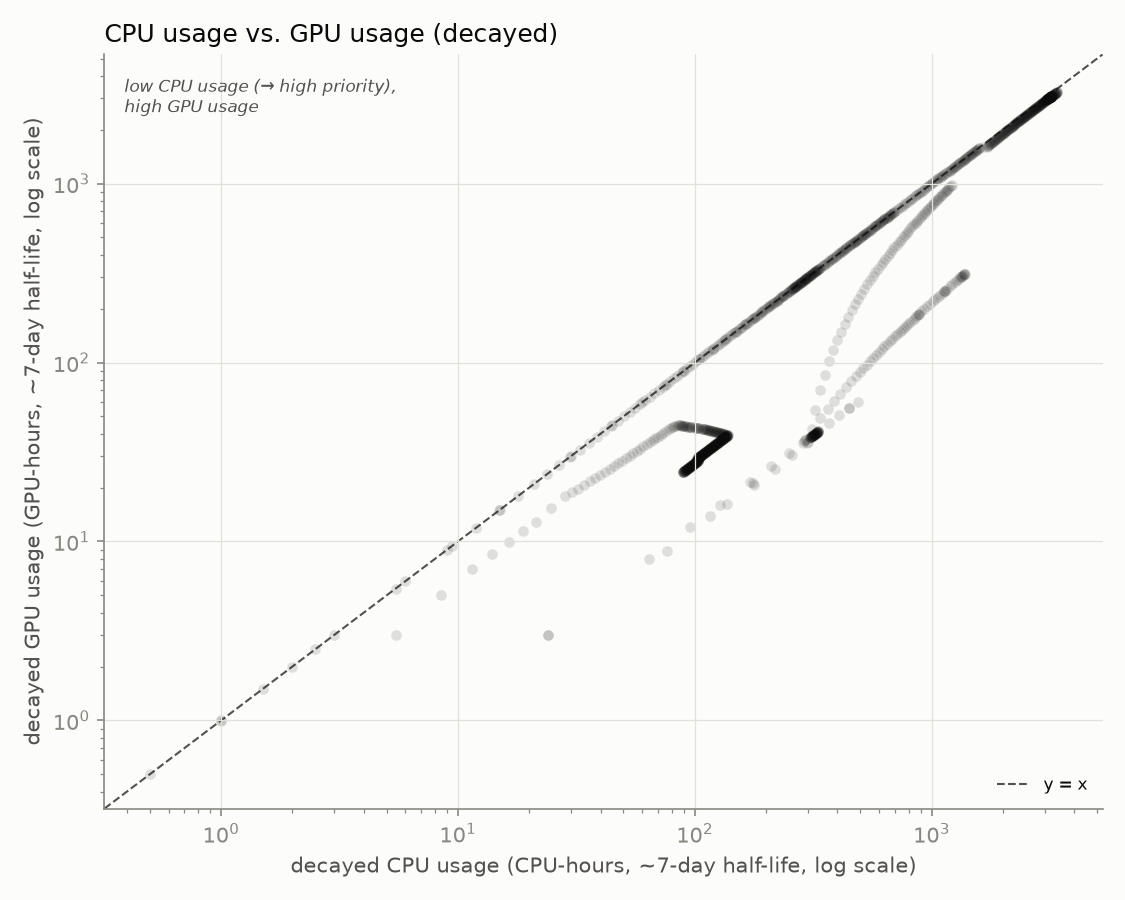 CPU usage vs. GPU usage (decayed)
low CPU usage (→ high priority),
high GPU usage
decayed GPU usage (GPU-hours, ~7-day half-life, log scale)
10³
10²
10¹
10⁰
y = x
10⁰ 10¹ 10² 10³
decayed CPU usage (CPU-hours, ~7-day half-life, log scale)